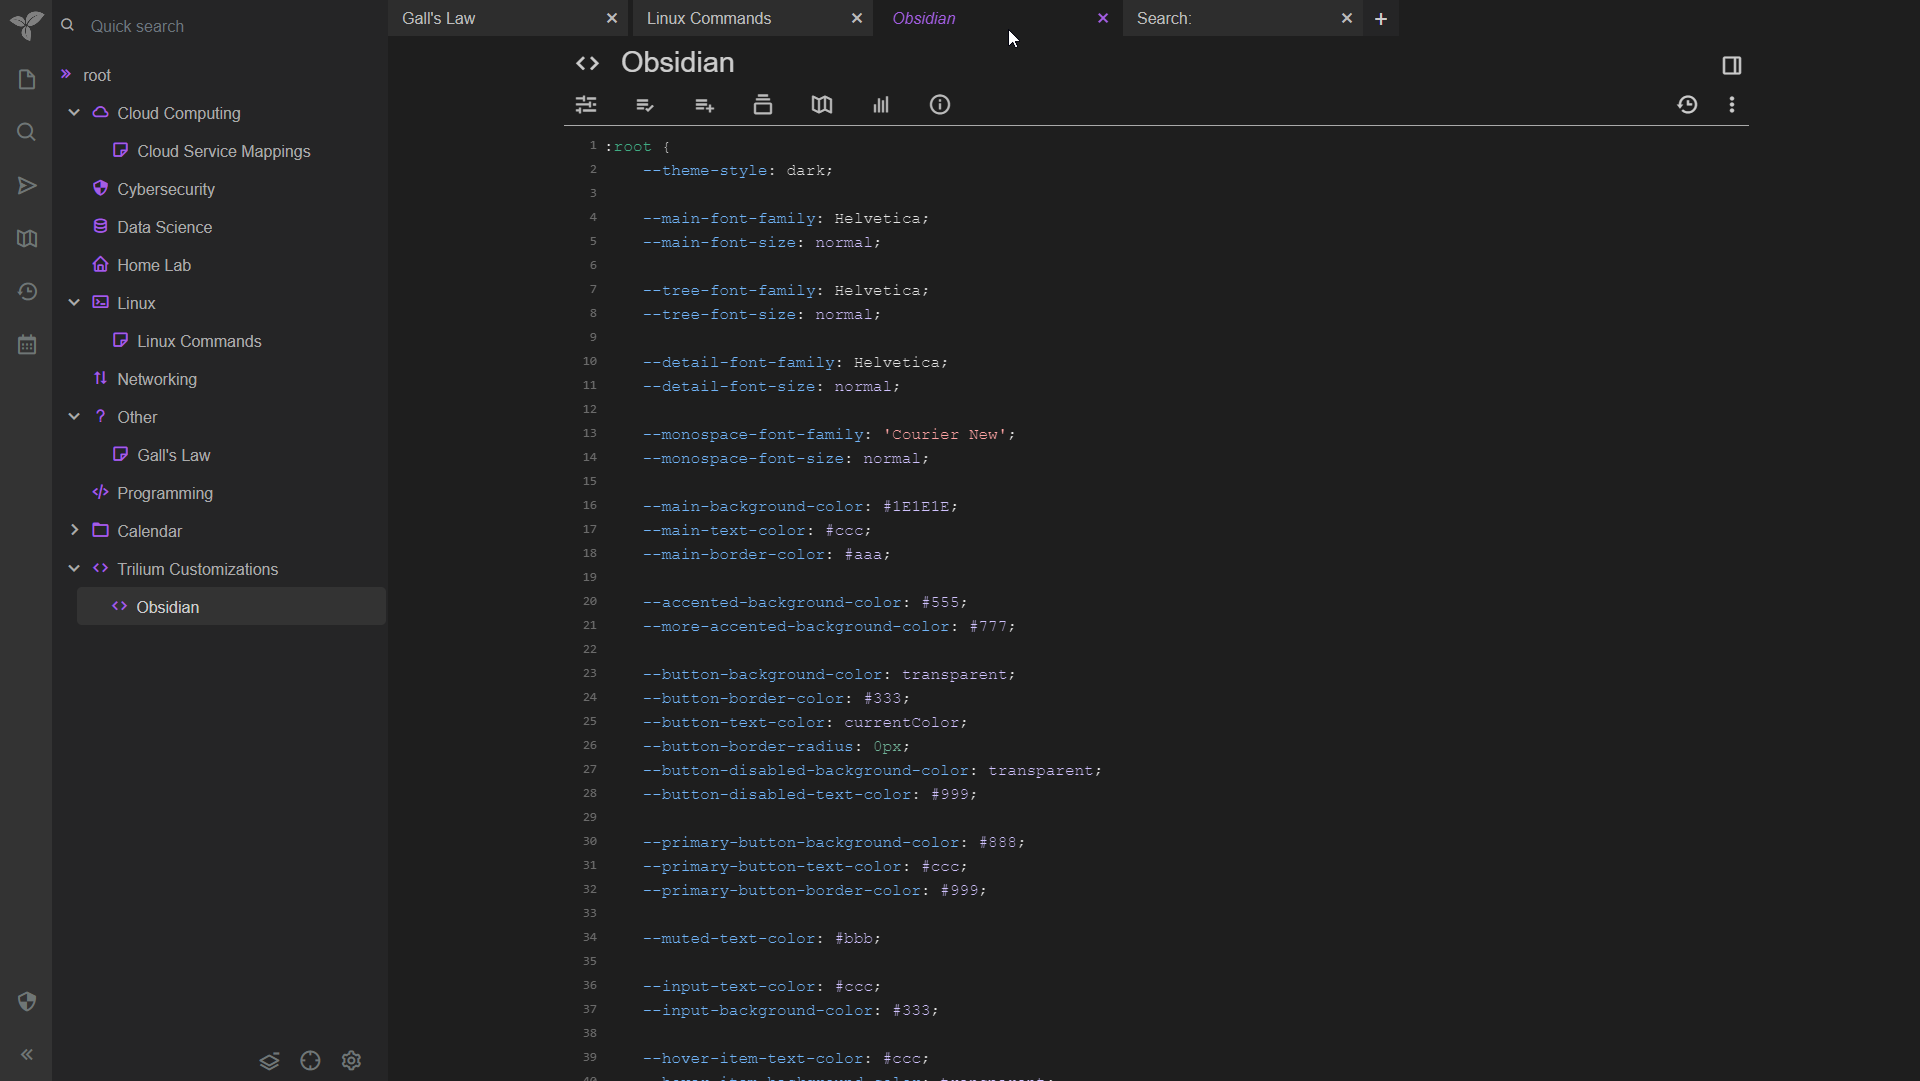 Quick search
root
Cloud Computing
Cloud Service Mappings
Cybersecurity
Data Science
Home Lab
Linux
Linux Commands
Networking
? Other
Gall's Law
Programming
Calendar
Trilium Customizations
Obsidian
Gall's Law
Linux Commands
Obsidian
Search:
<> Obsidian
1 :root {
2 --theme-style: dark;
3
4 --main-font-family: Helvetica;
5 --main-font-size: normal;
6
7 --tree-font-family: Helvetica;
8 --tree-font-size: normal;
9
10 --detail-font-family: Helvetica;
11 --detail-font-size: normal;
12
13 --monospace-font-family: 'Courier New';
14 --monospace-font-size: normal;
15
16 --main-background-color: #1E1E1E;
17 --main-text-color: #ccc;
18 --main-border-color: #aaa;
19
20 --accented-background-color: #555;
21 --more-accented-background-color: #777;
22
23 --button-background-color: transparent;
24 --button-border-color: #333;
25 --button-text-color: currentColor;
26 --button-border-radius: 0px;
27 --button-disabled-background-color: transparent;
28 --button-disabled-text-color: #999;
29
30 --primary-button-background-color: #888;
31 --primary-button-text-color: #ccc;
32 --primary-button-border-color: #999;
33
34 --muted-text-color: #bbb;
35
36 --input-text-color: #ccc;
37 --input-background-color: #333;
38
39 --hover-item-text-color: #ccc;